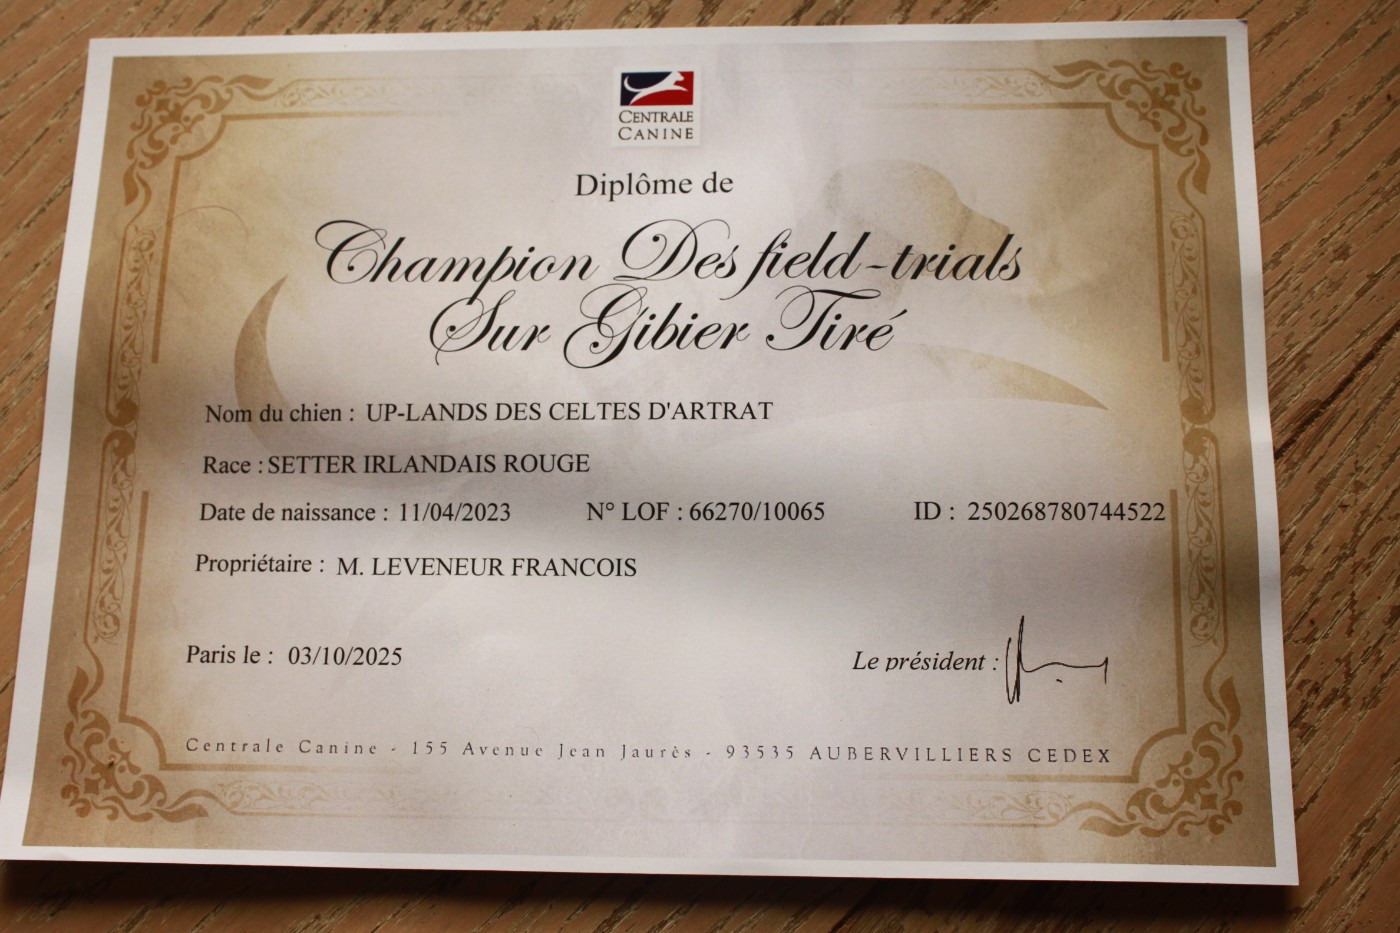 CENTRALE
CANINE
Diplôme de
Champion Des field-trials
Sur Gibier Tiré
Nom du chien : UP-LANDS DES CELTES D'ARTRAT
Race : SETTER IRLANDAIS ROUGE
Date de naissance : 11/04/2023 N° LOF : 66270/10065 ID : 250268780744522
Propriétaire : M. LEVENEUR FRANCOIS
Paris le : 03/10/2025 Le président :
Centrale Canine - 155 Avenue Jean Jaurès - 93535 AUBERVILLIERS CEDEX